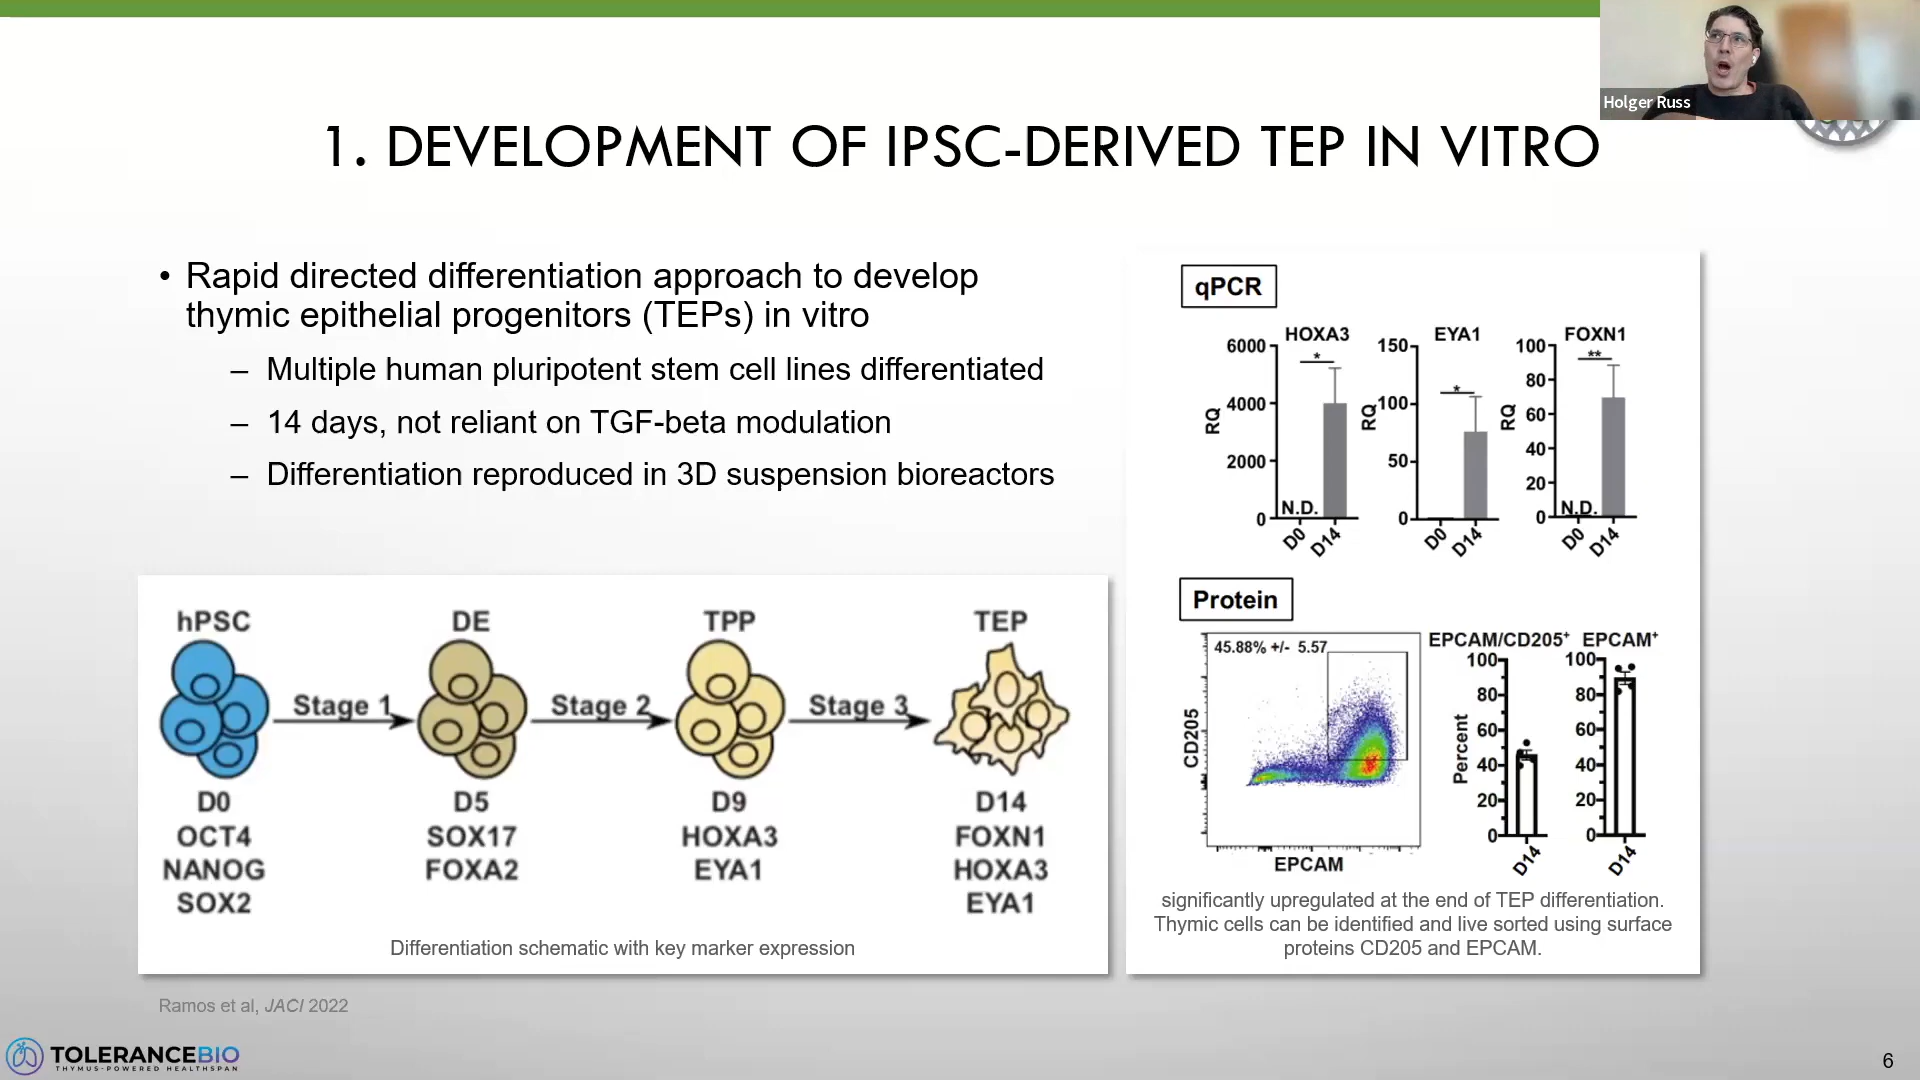 Holger Russ
1. DEVELOPMENT OF IPSC-DERIVED TEP IN VITRO
• Rapid directed differentiation approach to develop
thymic epithelial progenitors (TEPs) in vitro
– Multiple human pluripotent stem cell lines differentiated
– 14 days, not reliant on TGF-beta modulation
– Differentiation reproduced in 3D suspension bioreactors
hPSC DE TPP TEP
Stage 1 Stage 2 Stage 3
D0 D5 D9 D14
OCT4 SOX17 HOXA3 FOXN1
NANOG FOXA2 EYA1 HOXA3
SOX2 EYA1
Differentiation schematic with key marker expression
qPCR
HOXA3 EYA1 FOXN1
6000 150 100
* * **
80
4000 100 60
RQ RQ RQ
2000 50 40
20
N.D. N.D.
0 0 0
D0 D14 D0 D14 D0 D14
Protein
45.88% +/- 5.57
CD205
EPCAM
EPCAM/CD205+ EPCAM+
Percent
100 100
80 80
60 60
40 40
20 20
0 0
D14 D14
significantly upregulated at the end of TEP differentiation.
Thymic cells can be identified and live sorted using surface
proteins CD205 and EPCAM.
Ramos et al, JACI 2022
TOLERANCEBIO
THYMUS-POWERED HEALTHSPAN
6